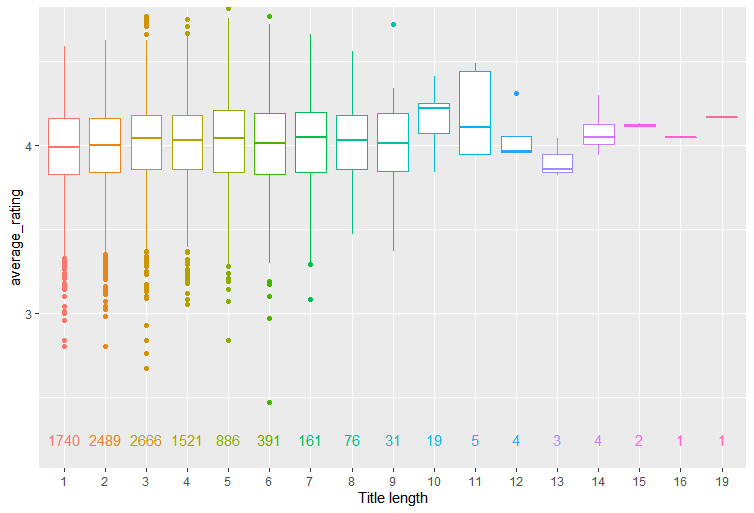 average_rating
4
3
1740 2489 2666 1521 886 391 161 76 31 19 5 4 3 4 2 1 1
1 2 3 4 5 6 7 8 9 10 11 12 13 14 15 16 19
Title length